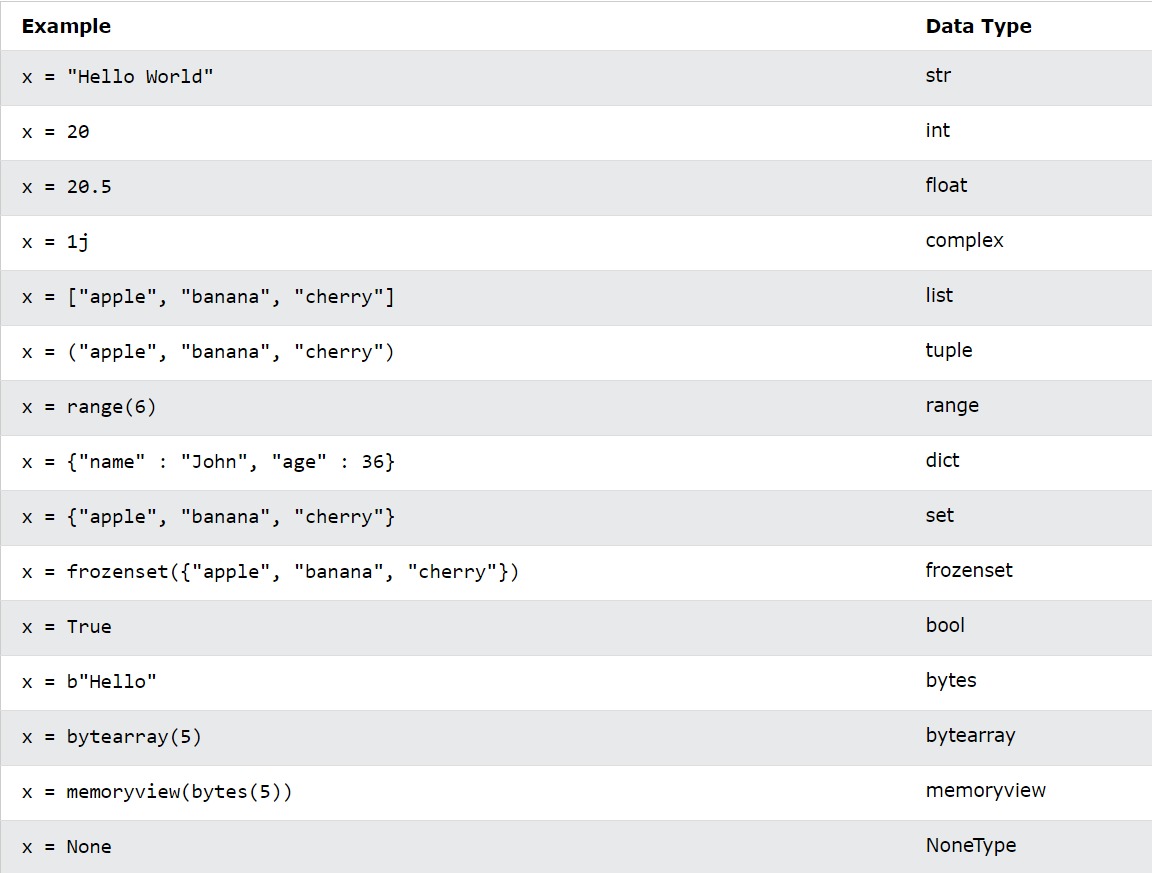 Example Data Type
x = "Hello World" str
x = 20 int
x = 20.5 float
x = 1j complex
x = ["apple", "banana", "cherry"] list
x = ("apple", "banana", "cherry") tuple
x = range(6) range
x = {"name" : "John", "age" : 36} dict
x = {"apple", "banana", "cherry"} set
x = frozenset({"apple", "banana", "cherry"}) frozenset
x = True bool
x = b"Hello" bytes
x = bytearray(5) bytearray
x = memoryview(bytes(5)) memoryview
x = None NoneType